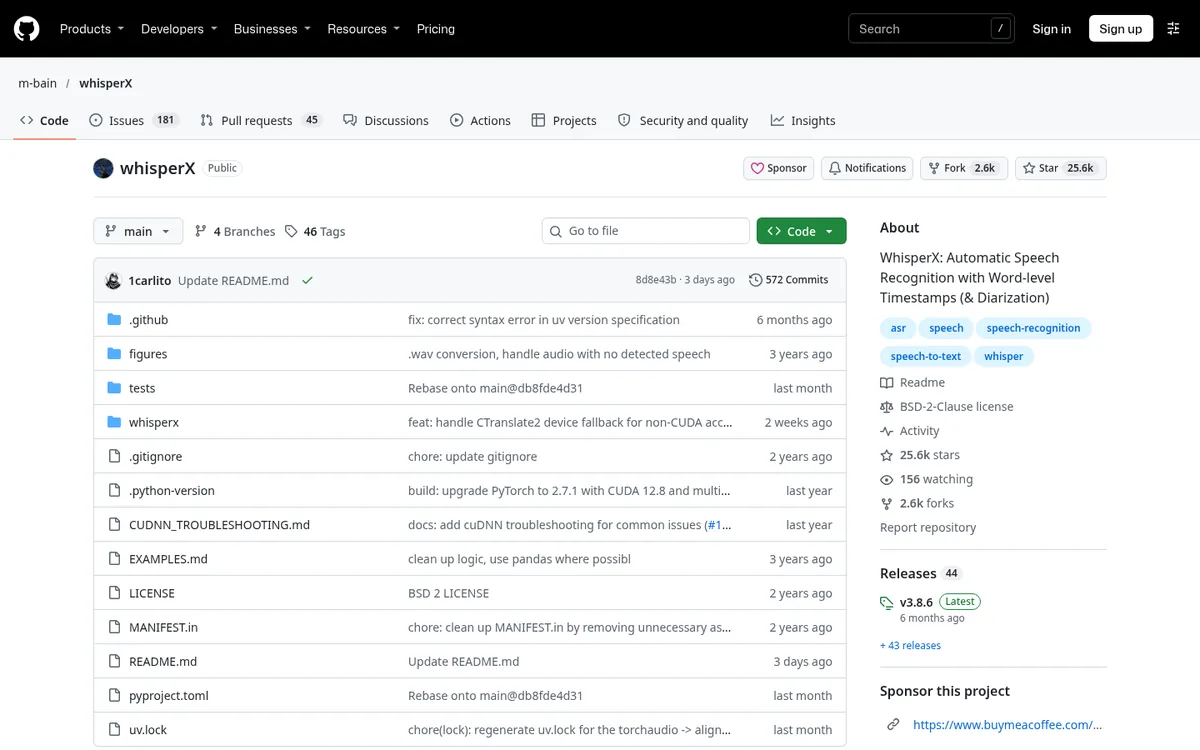 Products Developers Businesses Resources Pricing Search / Sign in Sign up
m-bain / whisperX
Code Issues 181 Pull requests 45 Discussions Actions Projects Security and quality Insights
whisperX Public Sponsor Notifications Fork 2.6k Star 25.6k
main 4 Branches 46 Tags Go to file Code
1carlito Update README.md 8d8e43b · 3 days ago 572 Commits
.github fix: correct syntax error in uv version specification 6 months ago
figures .wav conversion, handle audio with no detected speech 3 years ago
tests Rebase onto main@db8fde4d31 last month
whisperx feat: handle CTranslate2 device fallback for non-CUDA acc... 2 weeks ago
.gitignore chore: update gitignore 2 years ago
.python-version build: upgrade PyTorch to 2.7.1 with CUDA 12.8 and multi... last year
CUDNN_TROUBLESHOOTING.md docs: add cuDNN troubleshooting for common issues (#1... last year
EXAMPLES.md clean up logic, use pandas where possibl 3 years ago
LICENSE BSD 2 LICENSE 2 years ago
MANIFEST.in chore: clean up MANIFEST.in by removing unnecessary as... 2 years ago
README.md Update README.md 3 days ago
pyproject.toml Rebase onto main@db8fde4d31 last month
uv.lock chore(lock): regenerate uv.lock for the torchaudio -> align... last month
About
WhisperX: Automatic Speech
Recognition with Word-level
Timestamps (& Diarization)
asr speech speech-recognition
speech-to-text whisper
Readme
BSD-2-Clause license
Activity
25.6k stars
156 watching
2.6k forks
Report repository
Releases 44
v3.8.6 Latest
6 months ago
+ 43 releases
Sponsor this project
https://www.buymeacoffee.com/...